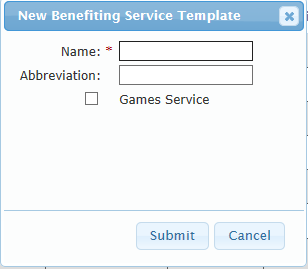 New Benefiting Service Template
Name: *
Abbreviation:
Games Service
Submit Cancel